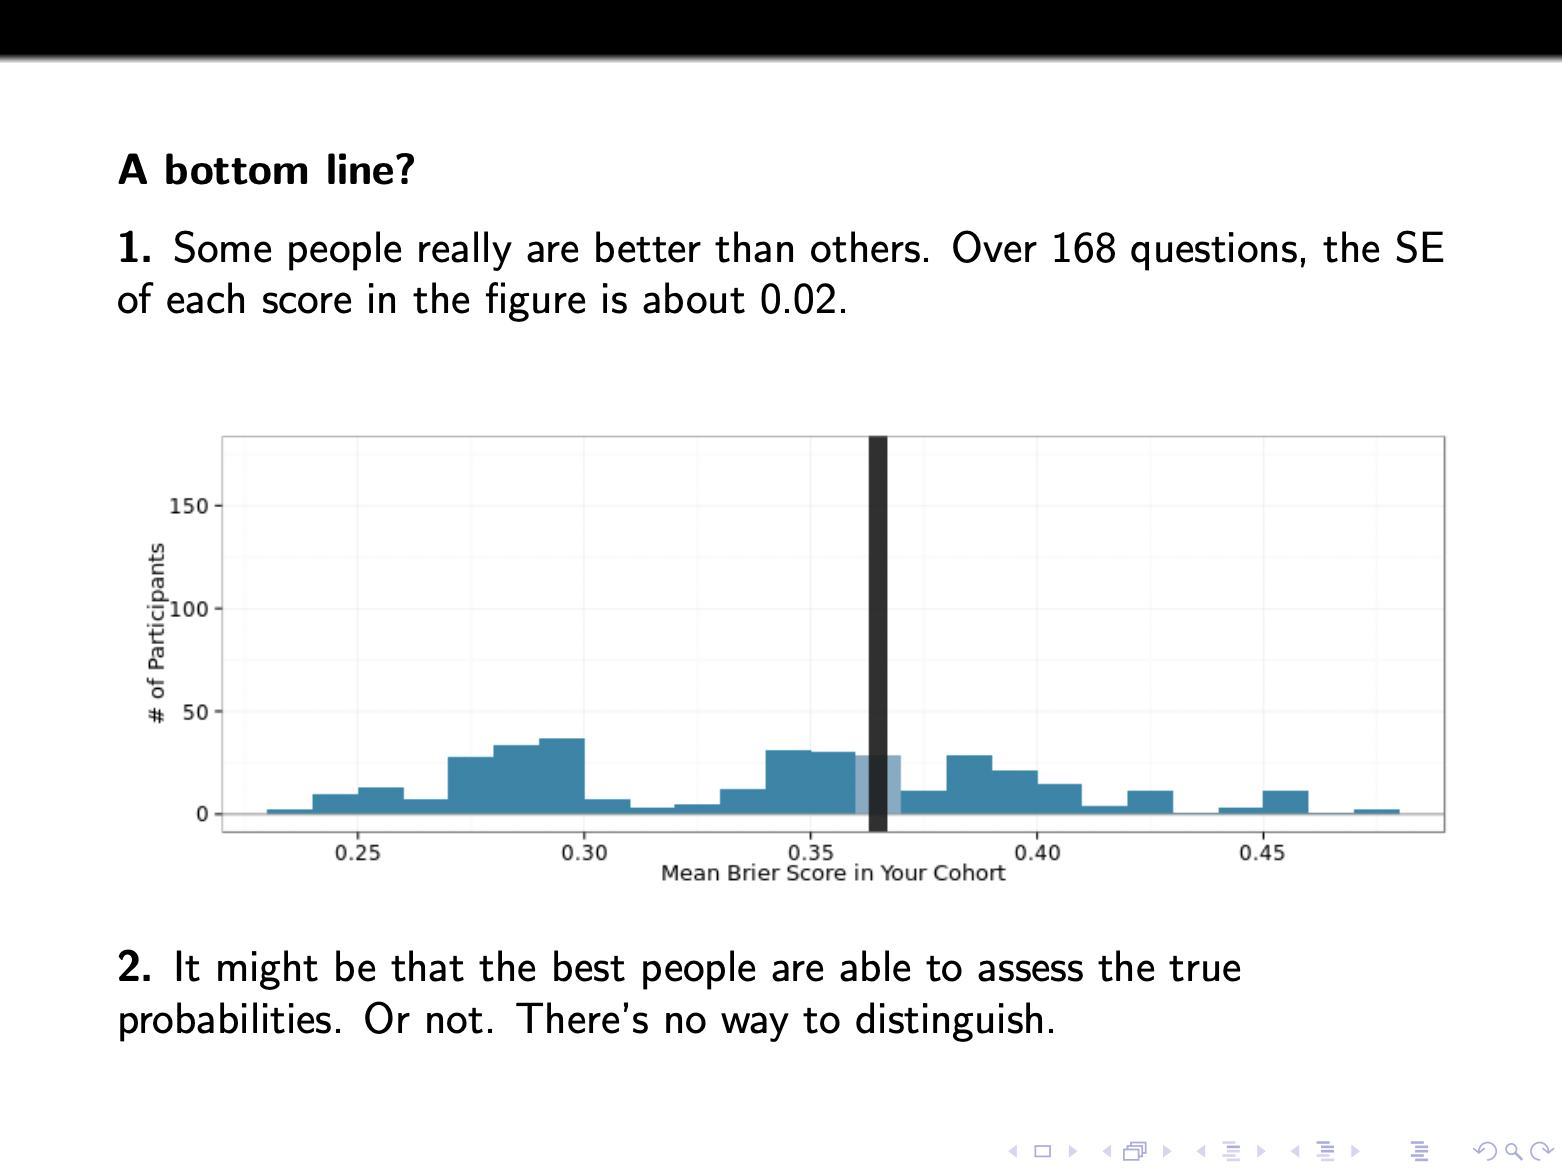 A bottom line?
1. Some people really are better than others. Over 168 questions, the SE
of each score in the figure is about 0.02.
150
100
50
0
# of Participants
0.25 0.30 0.35 0.40 0.45
Mean Brier Score in Your Cohort
2. It might be that the best people are able to assess the true
probabilities. Or not. There's no way to distinguish.